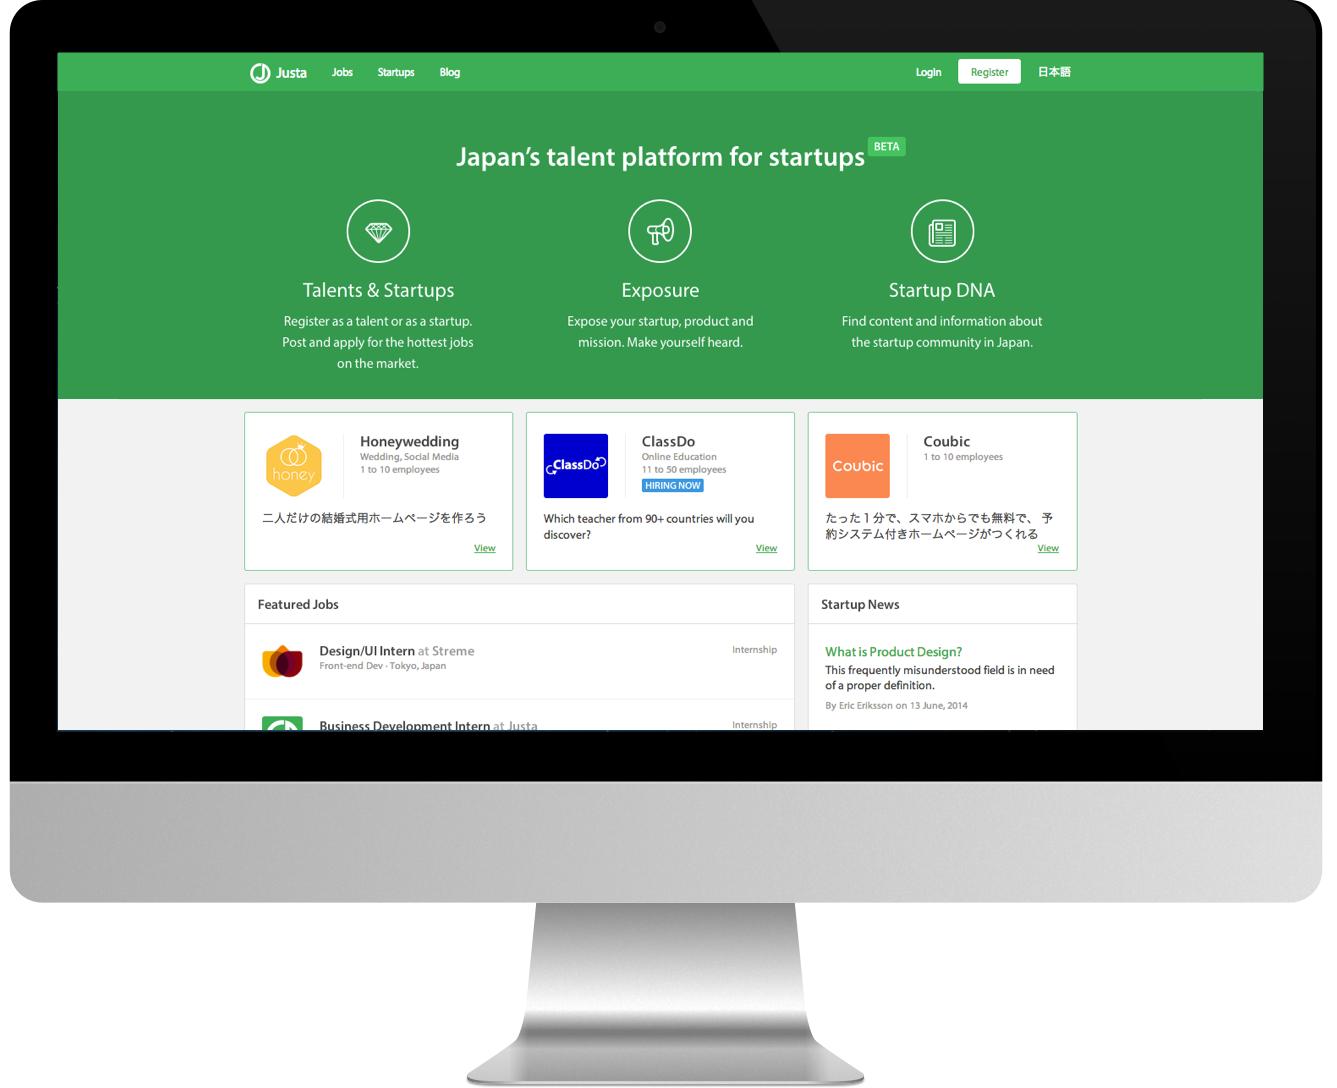 Justa
Jobs
Startups
Blog
Login
Register
日本語
Japan's talent platform for startups BETA
Talents & Startups
Register as a talent or as a startup.
Post and apply for the hottest jobs
on the market.
Exposure
Expose your startup, product and
mission. Make yourself heard.
Startup DNA
Find content and information about
the startup community in Japan.
honey
Honeywedding
Wedding, Social Media
1 to 10 employees
二人だけの結婚式用ホームページを作ろう
View
ClassDo
ClassDo
Online Education
11 to 50 employees
HIRING NOW
Which teacher from 90+ countries will you
discover?
View
Coubic
Coubic
1 to 10 employees
たった１分で、スマホからでも無料で、 予
約システム付きホームページがつくれる
View
Featured Jobs
Design/UI Intern at Streme
Front-end Dev · Tokyo, Japan
Internship
Business Development Intern at Justa
Internship
Startup News
What is Product Design?
This frequently misunderstood field is in need
of a proper definition.
By Eric Eriksson on 13 June, 2014